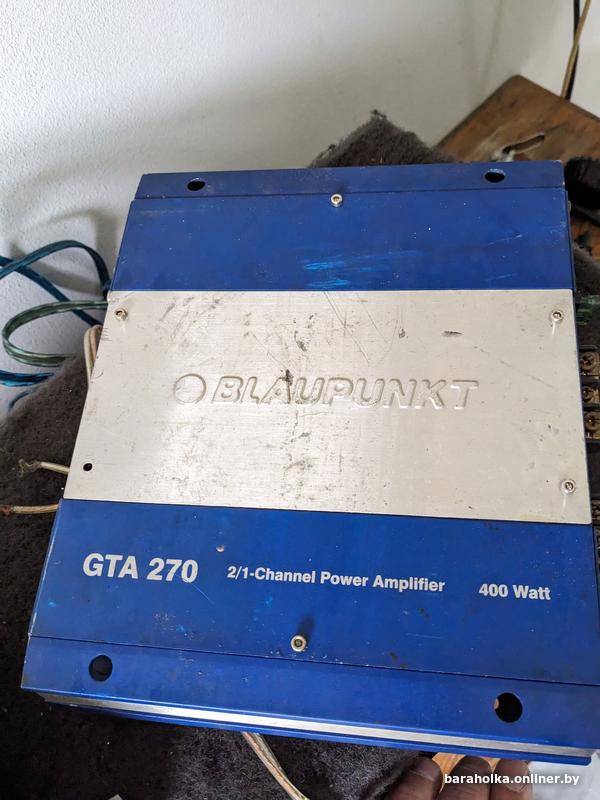 BLAUPUNKT
GTA 270 2/1-Channel Power Amplifier 400 Watt
baraholka.onliner.by